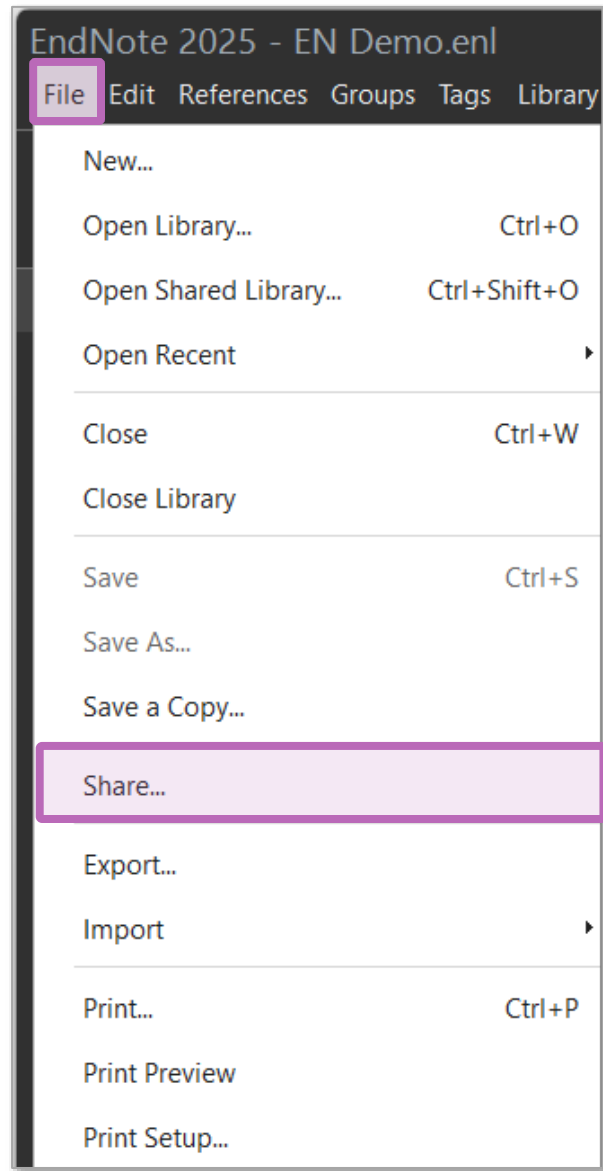 EndNote 2025 - EN Demo.enl
File Edit References Groups Tags Library
New...
Open Library... Ctrl+O
Open Shared Library... Ctrl+Shift+O
Open Recent
Close Ctrl+W
Close Library
Save Ctrl+S
Save As...
Save a Copy...
Share...
Export...
Import
Print... Ctrl+P
Print Preview
Print Setup...